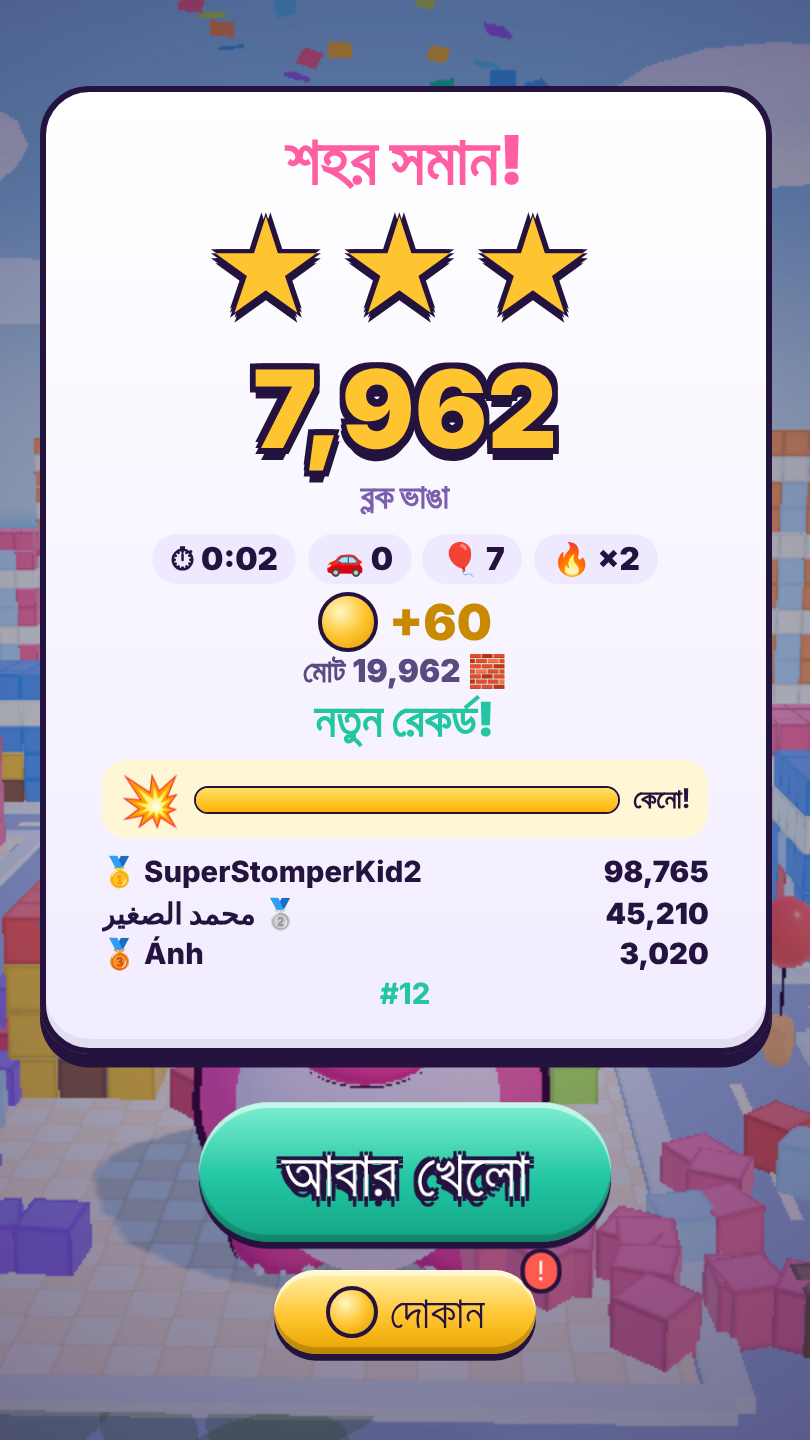 শহর সমান!
7,962
ব্লক ভাঙা
⏱ 0:02 🚗 0 🎈 7 🔥 ×2
+60
মোট 19,962 🧱
নতুন রেকর্ড!
💥 কেনো!
🥇 SuperStomperKid2 98,765
🥈 محمد الصغير 45,210
🥉 Ánh 3,020
#12
আবার খেলো
!
দোকান